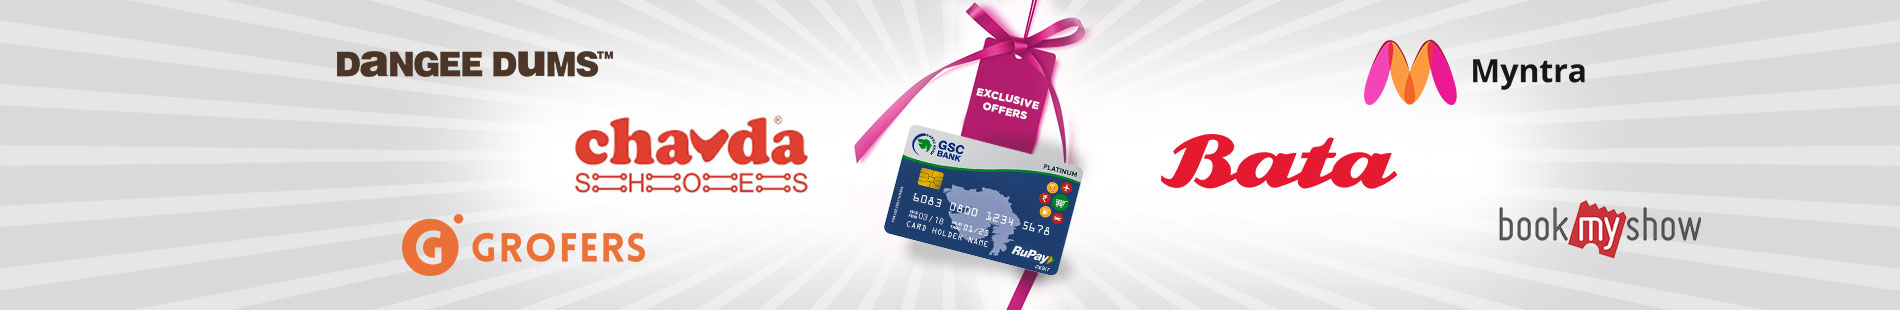 DANGEE DUMS™
chavda®
SHOES
GROFERS
EXCLUSIVE
OFFERS
GSC
BANK
PLATINUM
6083 0800 1234 5678
03/18
01/25
CARD HOLDER NAME
RuPay
DEBIT
Myntra
Bata
bookmyshow